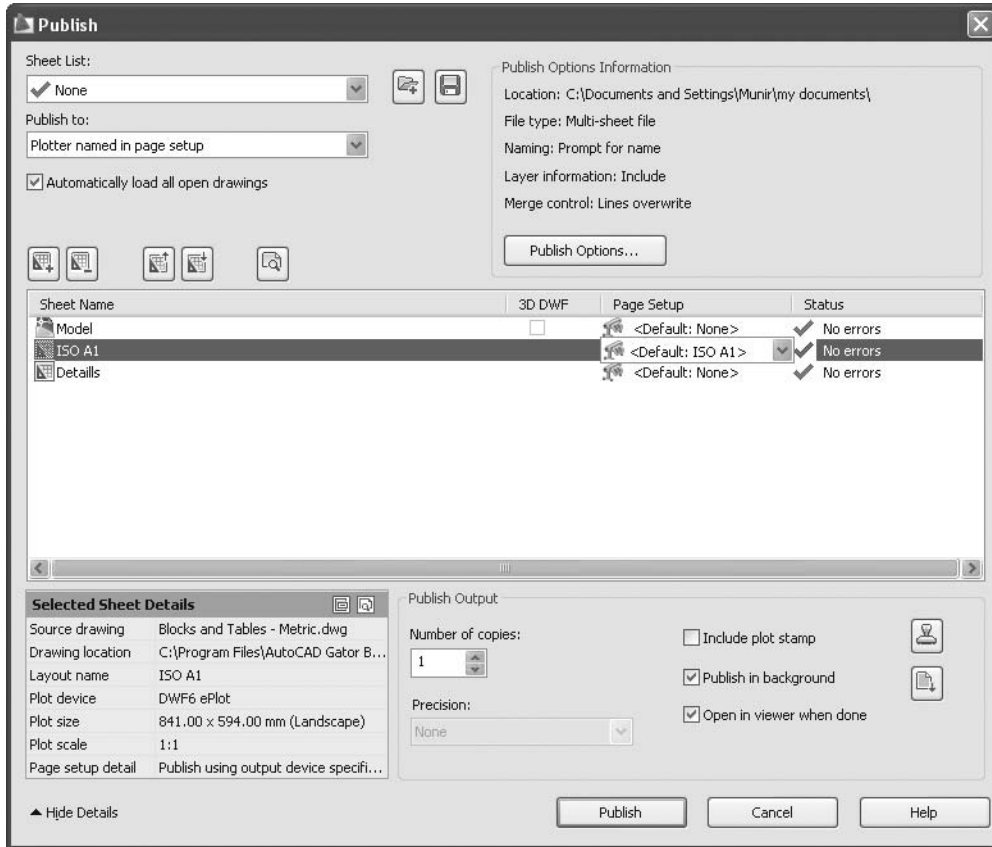 Publish
Sheet List:
None
Publish to:
Plotter named in page setup
Automatically load all open drawings
Publish Options Information
Location: C:\Documents and Settings\Munir\my documents\
File type: Multi-sheet file
Naming: Prompt for name
Layer information: Include
Merge control: Lines overwrite
Publish Options...
Sheet Name 3D DWF Page Setup Status
Model <Default: None> No errors
ISO A1 <Default: ISO A1> No errors
Detaills <Default: None> No errors
Selected Sheet Details
Source drawing Blocks and Tables - Metric.dwg
Drawing location C:\Program Files\AutoCAD Gator B...
Layout name ISO A1
Plot device DWF6 ePlot
Plot size 841.00 x 594.00 mm (Landscape)
Plot scale 1:1
Page setup detail Publish using output device specifi...
Publish Output
Number of copies:
1
Precision:
None
Include plot stamp
Publish in background
Open in viewer when done
Hide Details
Publish Cancel Help